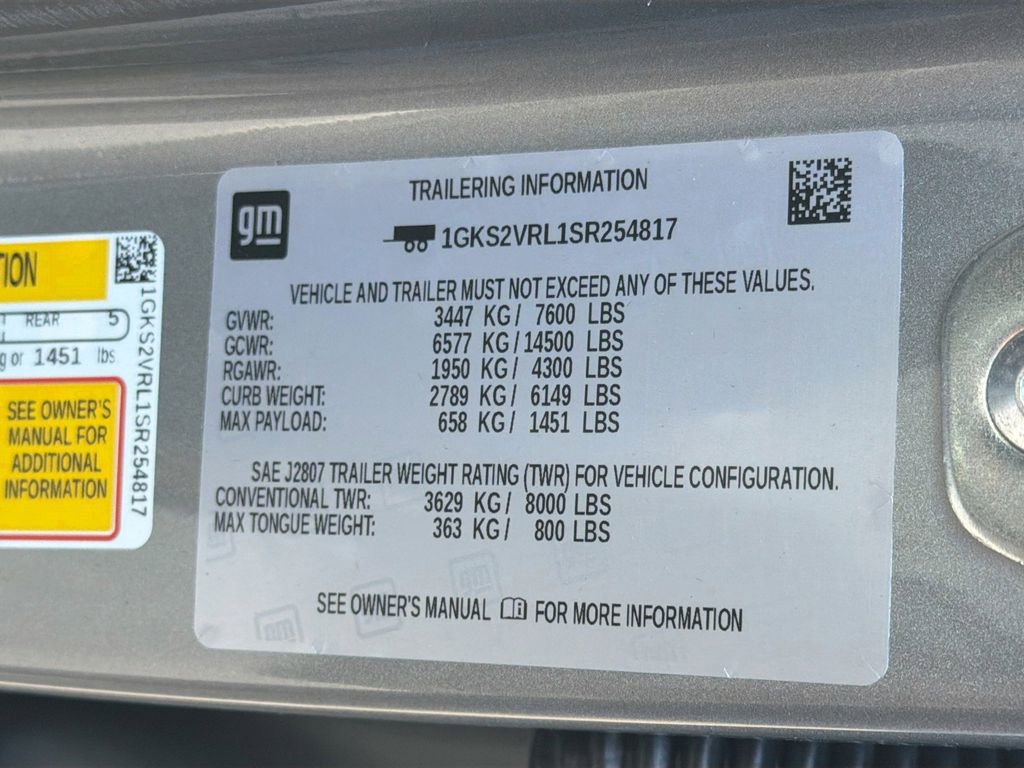 TION
REAR 5
g or 1451 lbs
SEE OWNER'S
MANUAL FOR
ADDITIONAL
INFORMATION
1GKS2VRL1SR254817
gm
TRAILERING INFORMATION
1GKS2VRL1SR254817
VEHICLE AND TRAILER MUST NOT EXCEED ANY OF THESE VALUES.
GVWR: 3447 KG / 7600 LBS
GCWR: 6577 KG / 14500 LBS
RGAWR: 1950 KG / 4300 LBS
CURB WEIGHT: 2789 KG / 6149 LBS
MAX PAYLOAD: 658 KG / 1451 LBS
SAE J2807 TRAILER WEIGHT RATING (TWR) FOR VEHICLE CONFIGURATION.
CONVENTIONAL TWR: 3629 KG / 8000 LBS
MAX TONGUE WEIGHT: 363 KG / 800 LBS
SEE OWNER'S MANUAL FOR MORE INFORMATION
gm
gm
gm